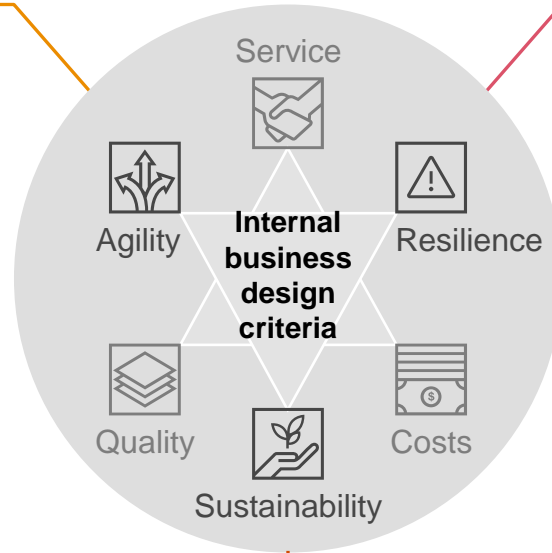 Service
Agility
Resilience
Internal
business
design
criteria
$
Quality
Costs
Sustainability